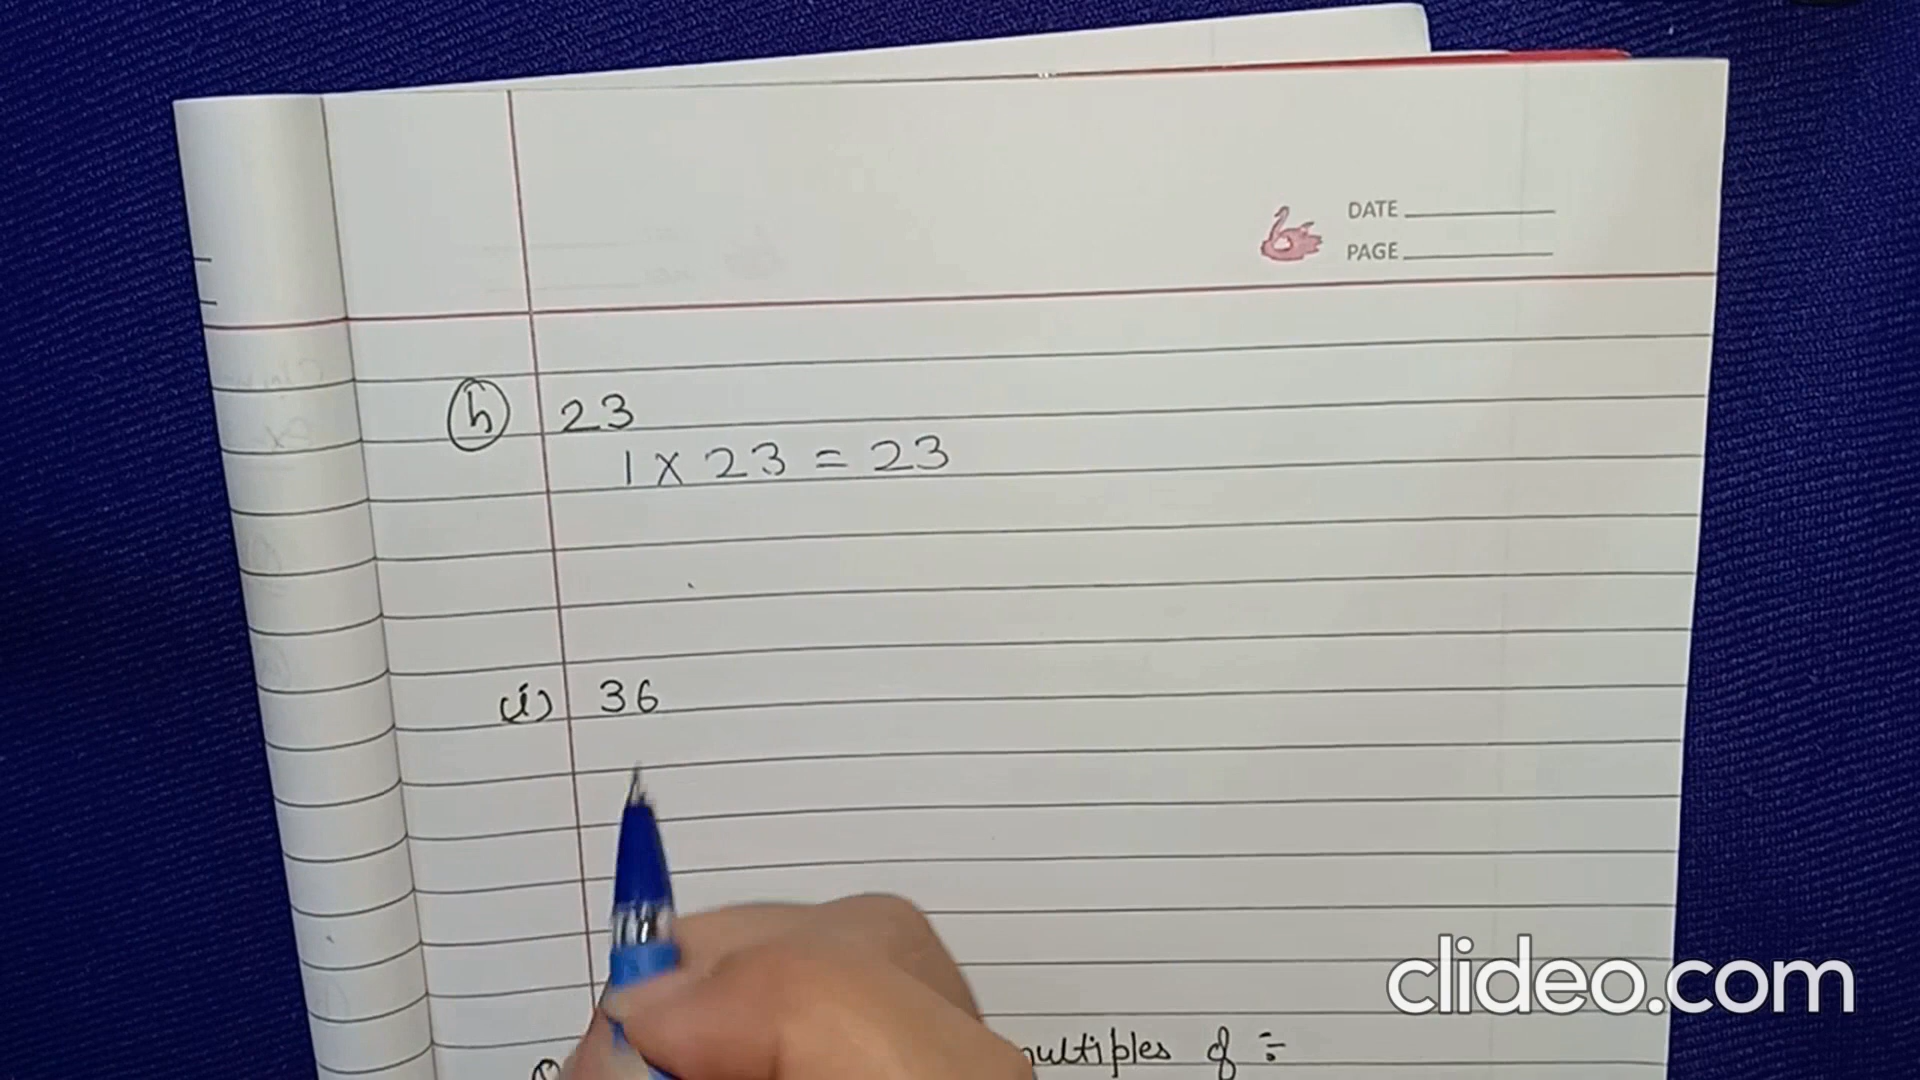 DATE
PAGE
(h) 23
1 x 23 = 23
(i) 36
multiples of ÷
clideo.com